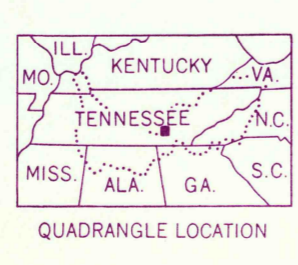 ILL.
MO.
KENTUCKY
VA.
TENNESSEE
N.C.
MISS.
ALA.
GA.
S.C.
QUADRANGLE LOCATION